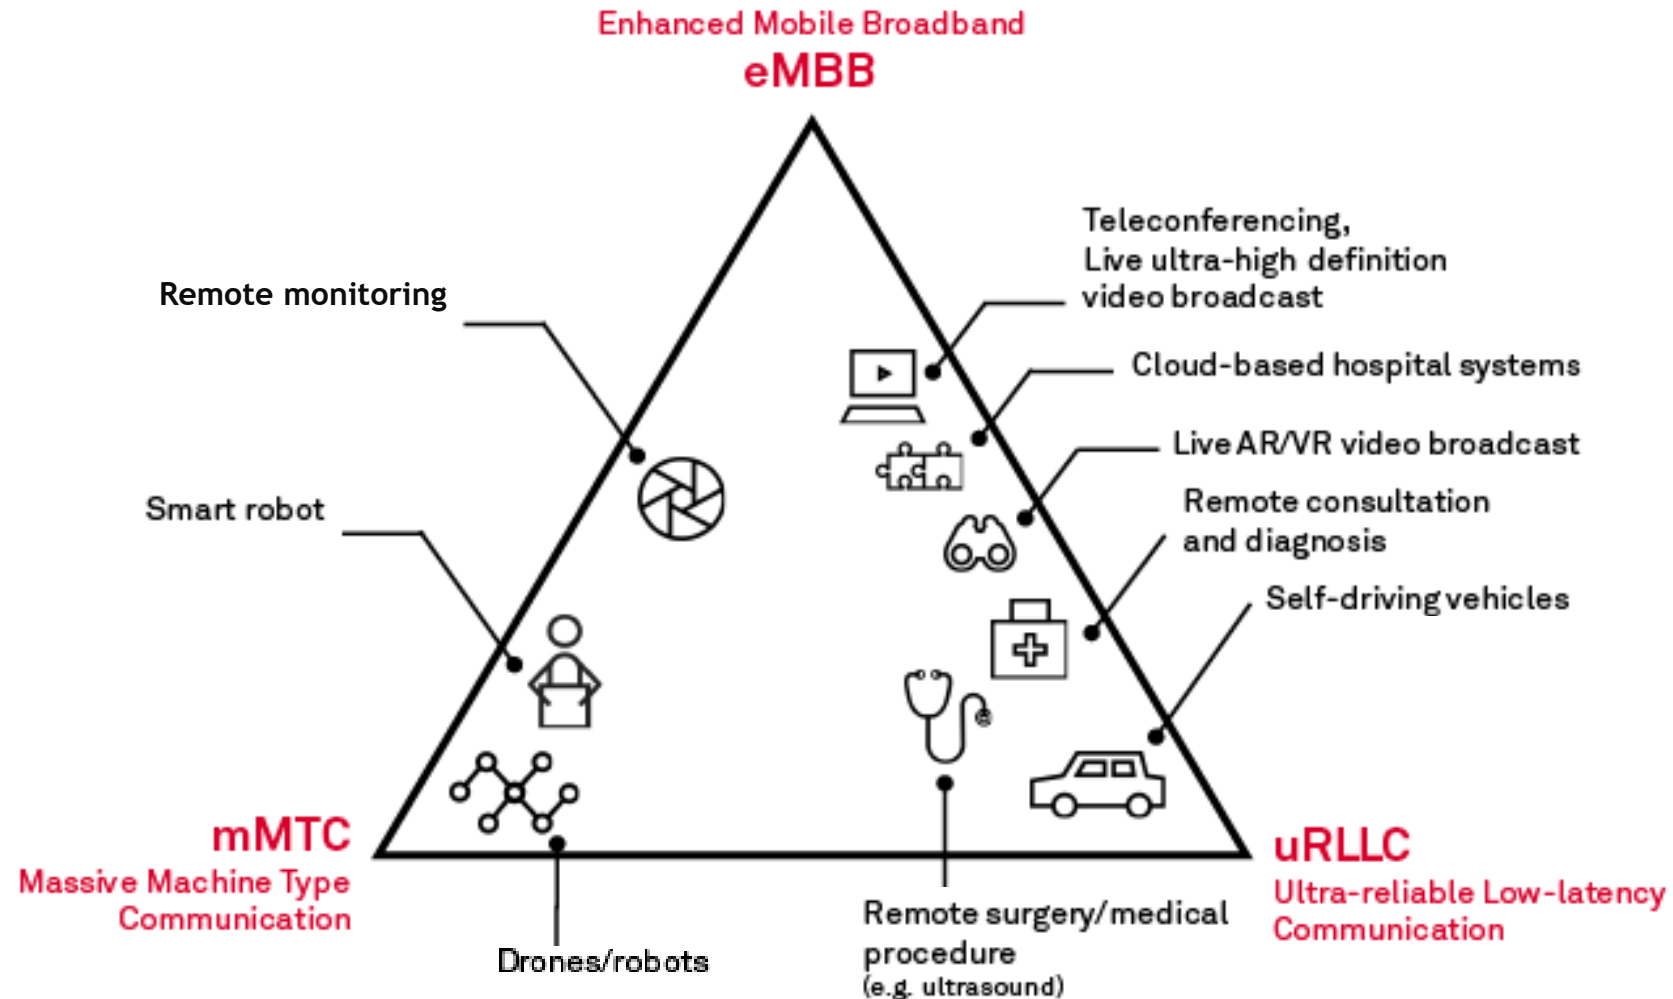 Enhanced Mobile Broadband
eMBB
Teleconferencing,
Live ultra-high definition
video broadcast
Remote monitoring
Cloud-based hospital systems
Live AR/VR video broadcast
Remote consultation
and diagnosis
Smart robot
Self-driving vehicles
mMTC
Massive Machine Type
Communication
uRLLC
Ultra-reliable Low-latency
Communication
Drones/robots
Remote surgery/medical
procedure
(e.g. ultrasound)